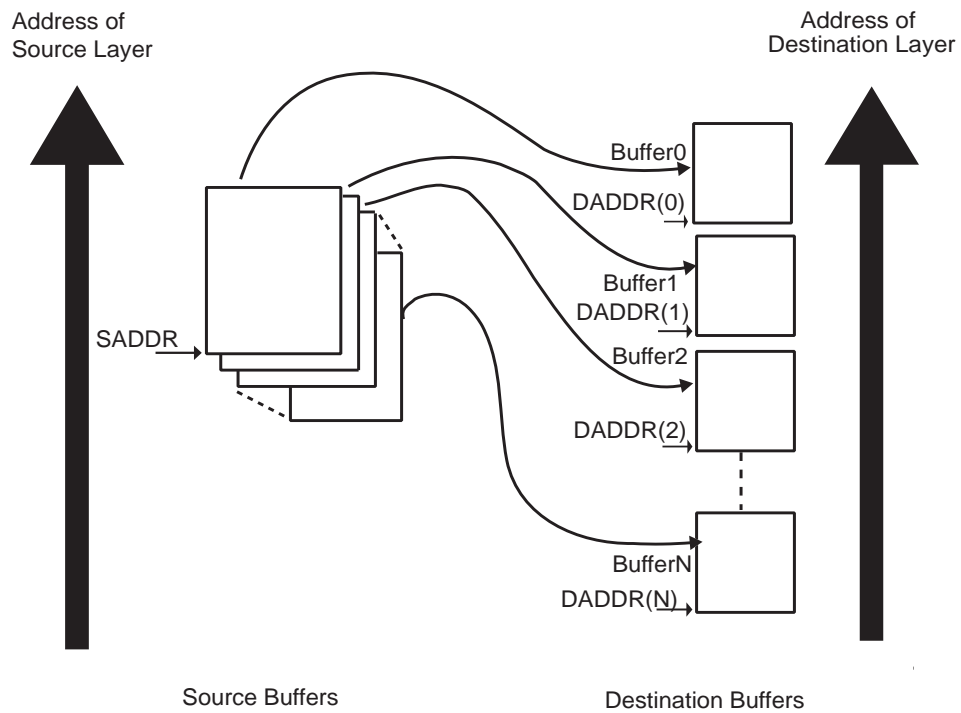 Address of
Source Layer
Address of
Destination Layer
Buffer0
DADDR(0)
Buffer1
DADDR(1)
SADDR
Buffer2
DADDR(2)
BufferN
DADDR(N)
Source Buffers
Destination Buffers